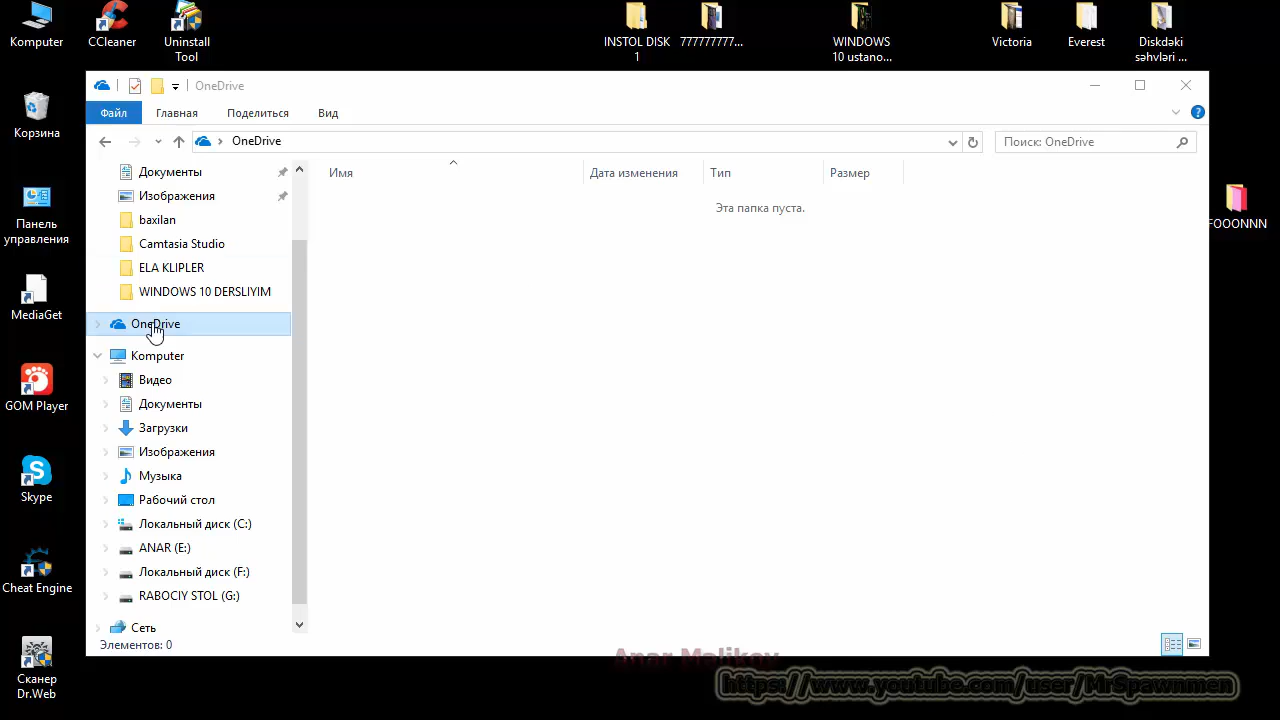 Komputer
CCleaner
Uninstall
Tool
INSTOL DISK
1
777777777...
WINDOWS
10 ustano...
Victoria
Everest
Diskdəki
səhvləri ...
OneDrive
Файл
Главная
Поделиться
Вид
OneDrive
Поиск: OneDrive
Корзина
Панель
управления
MediaGet
GOM Player
Skype
Cheat Engine
Сканер
Dr.Web
Документы
Изображения
baxilan
Camtasia Studio
ELA KLIPLER
WINDOWS 10 DERSLIYIM
OneDrive
Komputer
Видео
Документы
Загрузки
Изображения
Музыка
Рабочий стол
Локальный диск (C:)
ANAR (E:)
Локальный диск (F:)
RABOCIY STOL (G:)
Сеть
Имя
Дата изменения
Тип
Размер
Эта папка пуста.
FOOONNN
Элементов: 0
Anar Məlikov
https://www.youtube.com/user/MrSpawnmen